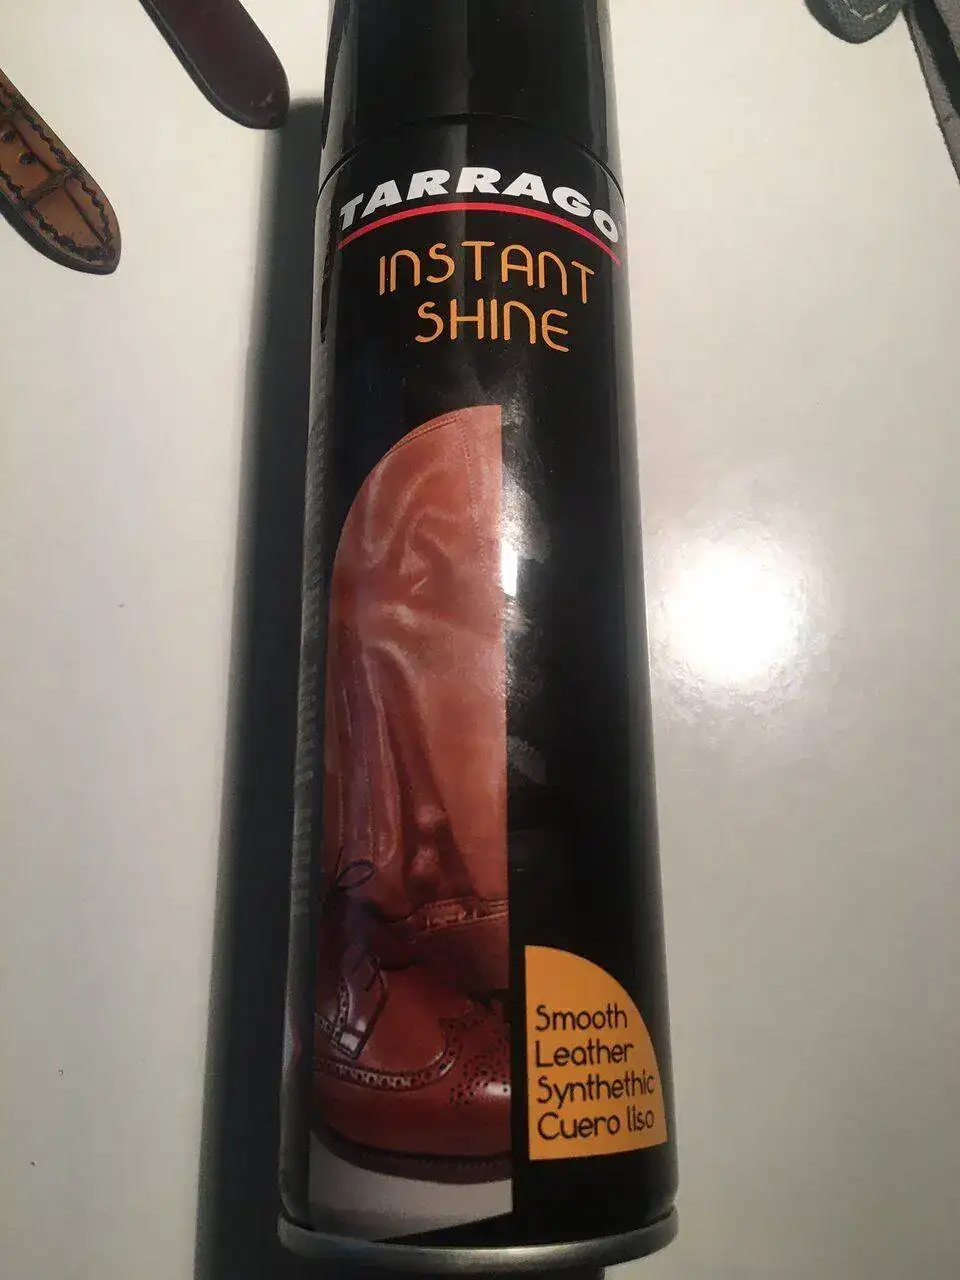 TARRAGO
INSTANT
SHINE
Smooth
Leather
Synthethic
Cuero liso